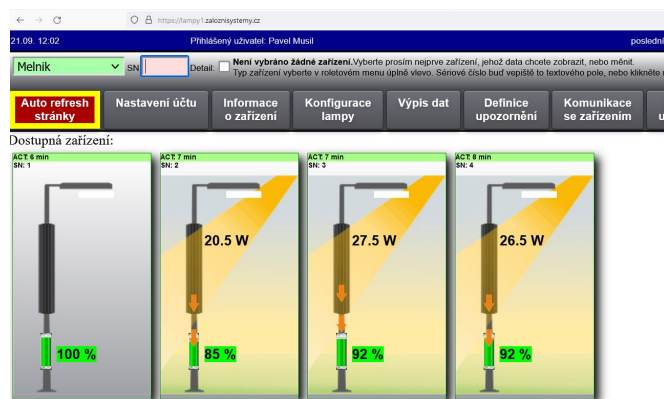 https://lampy1.zaloznisystemy.cz
21.09. 12:02 Přihlášený uživatel: Pavel Musil posledn
Melnik SN: Detail: Není vybráno žádné zařízení.Vyberte prosím nejprve zařízení, jehož data chcete zobrazit, nebo měnit.
Typ zařízení vyberte v roletovém menu úplně vlevo. Sériové číslo buď vepiště to textového pole, nebo klikněte
Auto refresh stránky
Nastavení účtu
Informace o zařízení
Konfigurace lampy
Výpis dat
Definice upozornění
Komunikace se zařízením
Dostupná zařízení:
ACT: 6 min
SN: 1
100 %
ACT: 7 min
SN: 2
20.5 W
85 %
ACT: 7 min
SN: 3
27.5 W
92 %
ACT: 8 min
SN: 4
26.5 W
92 %